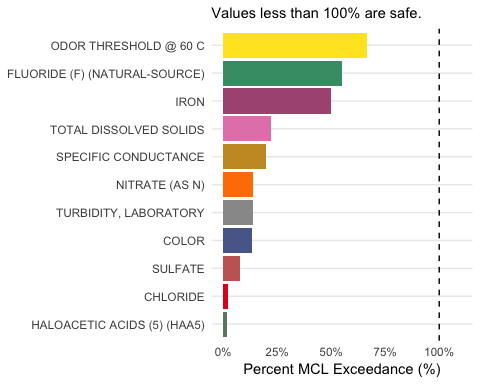 Values less than 100% are safe.
ODOR THRESHOLD @ 60 C
FLUORIDE (F) (NATURAL-SOURCE)
IRON
TOTAL DISSOLVED SOLIDS
SPECIFIC CONDUCTANCE
NITRATE (AS N)
TURBIDITY, LABORATORY
COLOR
SULFATE
CHLORIDE
HALOACETIC ACIDS (5) (HAA5)
0% 25% 50% 75% 100%
Percent MCL Exceedance (%)